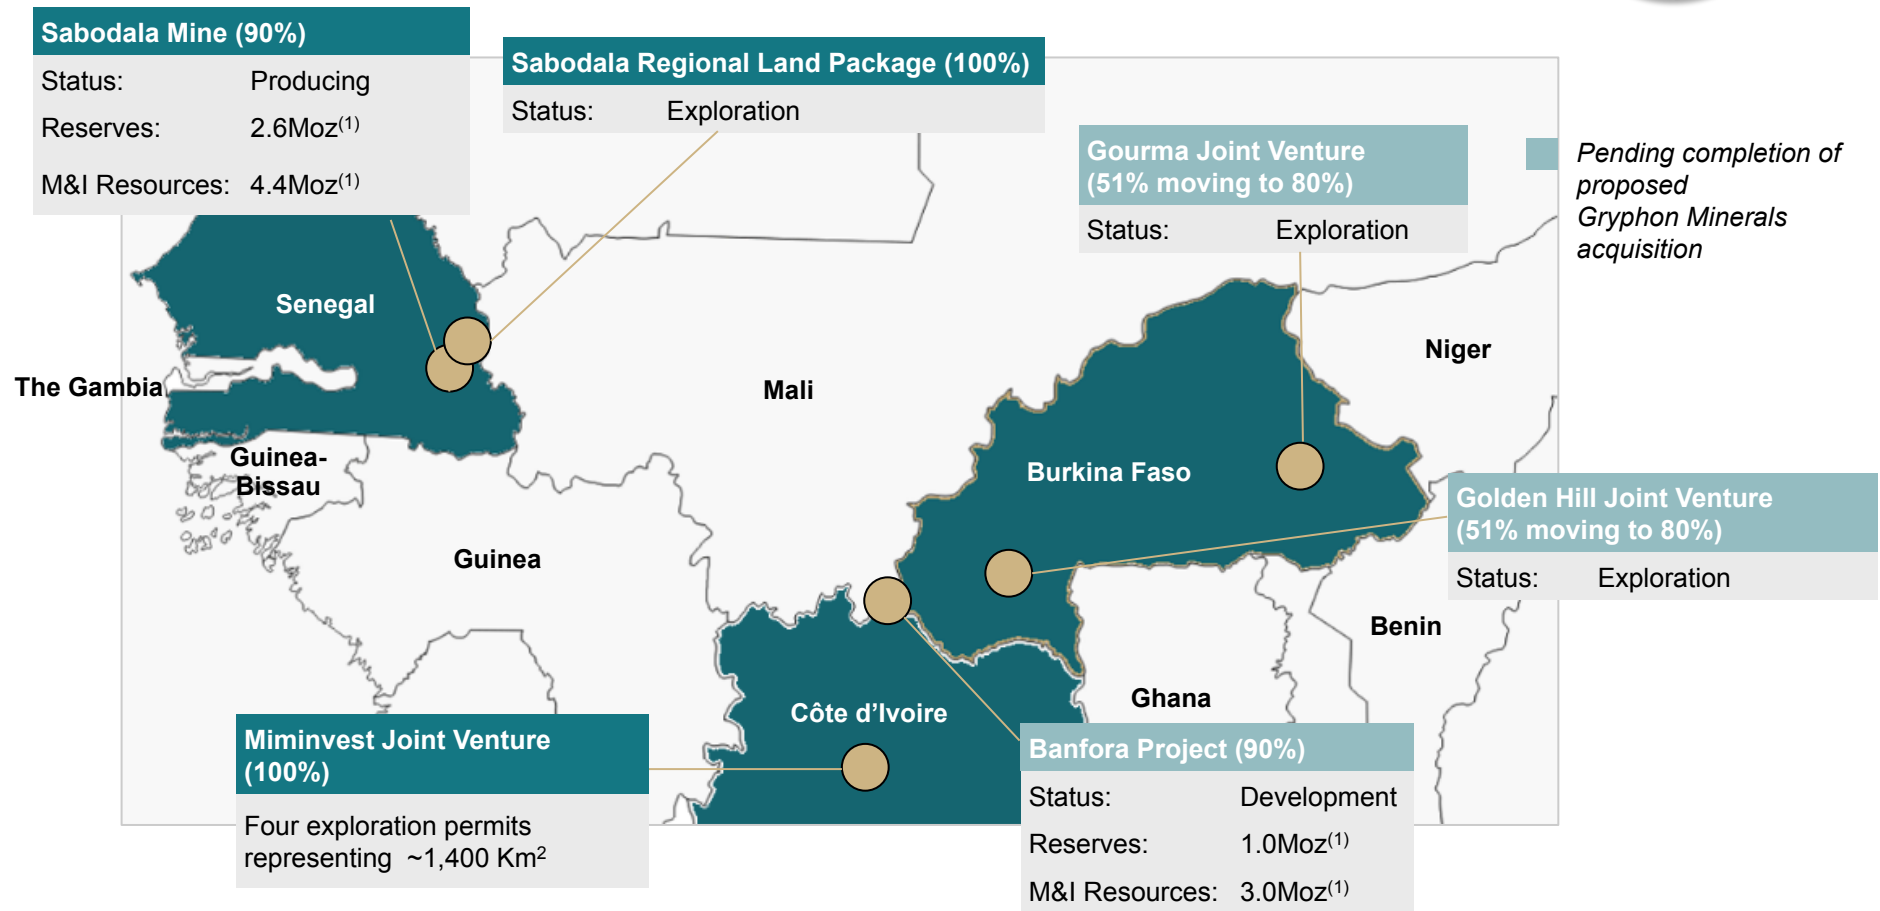 Sabodala Mine (90%)
Status: Producing
Reserves: 2.6Moz(1)
M&I Resources: 4.4Moz(1)
Sabodala Regional Land Package (100%)
Status: Exploration
Gourma Joint Venture
(51% moving to 80%)
Status: Exploration
Pending completion of
proposed
Gryphon Minerals
acquisition
Senegal
The Gambia
Guinea-
Bissau
Guinea
Mali
Niger
Burkina Faso
Golden Hill Joint Venture
(51% moving to 80%)
Status: Exploration
Benin
Ghana
Côte d’Ivoire
Miminvest Joint Venture
(100%)
Four exploration permits
representing ~1,400 Km2
Banfora Project (90%)
Status: Development
Reserves: 1.0Moz(1)
M&I Resources: 3.0Moz(1)